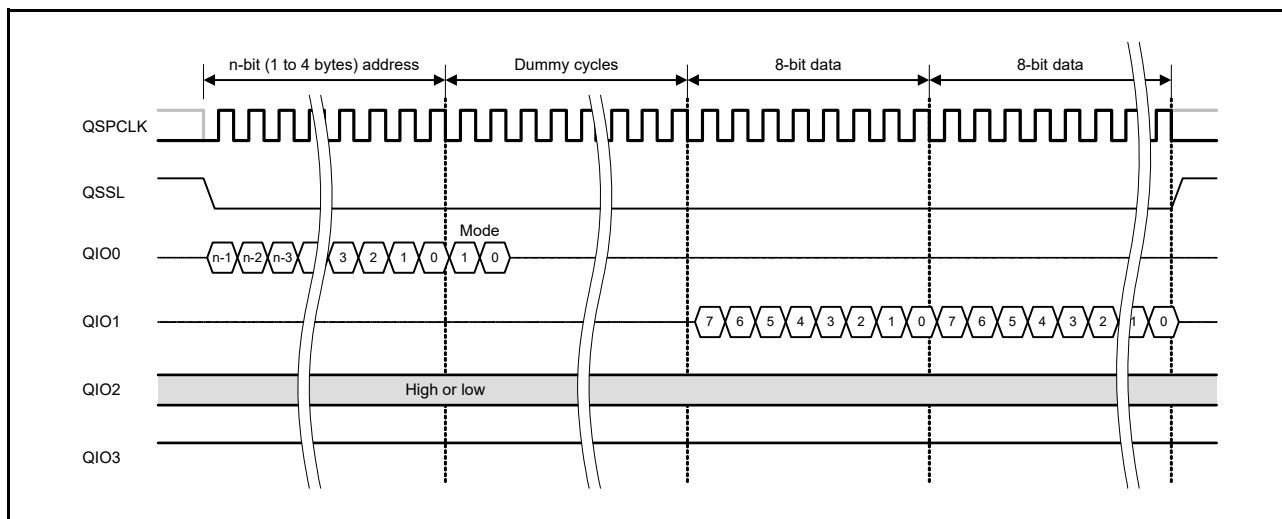 n-bit (1 to 4 bytes) address Dummy cycles 8-bit data 8-bit data
QSPCLK
QSSL
Mode
QIO0 n-1 n-2 n-3 3 2 1 0 1 0
QIO1 7 6 5 4 3 2 1 0 7 6 5 4 3 2 1 0
QIO2 High or low
QIO3